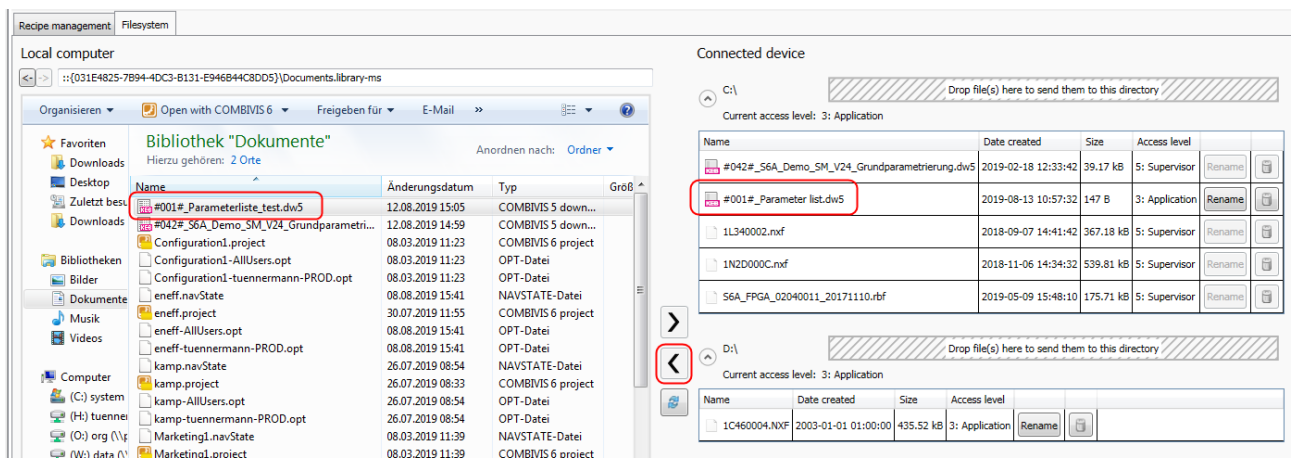 Recipe management Filesystem
Local computer
<- -> ::{031E4825-7B94-4DC3-B131-E946B44C8DD5}\Documents.library-ms
Organisieren Open with COMBIVIS 6 Freigeben für E-Mail »
Favoriten
Downloads
Desktop
Zuletzt besu
Downloads
Bibliotheken
Bilder
Dokumente
Musik
Videos
Computer
(C:) system
(H:) tuenner
(O:) org (\\p
(W:) data (\\
Bibliothek "Dokumente"
Hierzu gehören: 2 Orte
Anordnen nach: Ordner
Name Änderungsdatum Typ Größ
#001#_Parameterliste_test.dw5 12.08.2019 15:05 COMBIVIS 5 down...
#042#_S6A_Demo_SM_V24_Grundparametri... 12.08.2019 14:59 COMBIVIS 5 down...
Configuration1.project 08.03.2019 11:23 COMBIVIS 6 project
Configuration1-AllUsers.opt 08.03.2019 11:23 OPT-Datei
Configuration1-tuennermann-PROD.opt 08.03.2019 11:23 OPT-Datei
eneff.navState 08.08.2019 15:41 NAVSTATE-Datei
eneff.project 30.07.2019 11:55 COMBIVIS 6 project
eneff-AllUsers.opt 08.08.2019 15:41 OPT-Datei
eneff-tuennermann-PROD.opt 08.08.2019 15:41 OPT-Datei
kamp.navState 26.07.2019 08:54 NAVSTATE-Datei
kamp.project 26.07.2019 08:33 COMBIVIS 6 project
kamp-AllUsers.opt 26.07.2019 08:54 OPT-Datei
kamp-tuennermann-PROD.opt 26.07.2019 08:54 OPT-Datei
Marketing1.navState 08.03.2019 11:39 NAVSTATE-Datei
Marketing1.project 08.03.2019 11:39 COMBIVIS 6 project
Connected device
C:\ Drop file(s) here to send them to this directory
Current access level: 3: Application
Name Date created Size Access level
#042#_S6A_Demo_SM_V24_Grundparametrierung.dw5 2019-02-18 12:33:42 39.17 kB 5: Supervisor Rename
#001#_Parameter list.dw5 2019-08-13 10:57:32 147 B 3: Application Rename
1L340002.nxf 2018-09-07 14:41:42 367.18 kB 5: Supervisor Rename
1N2D000C.nxf 2018-11-06 14:34:32 539.81 kB 5: Supervisor Rename
S6A_FPGA_02040011_20171110.rbf 2019-05-09 15:48:10 175.71 kB 5: Supervisor Rename
D:\ Drop file(s) here to send them to this directory
Current access level: 3: Application
Name Date created Size Access level
1C460004.NXF 2003-01-01 01:00:00 435.52 kB 3: Application Rename